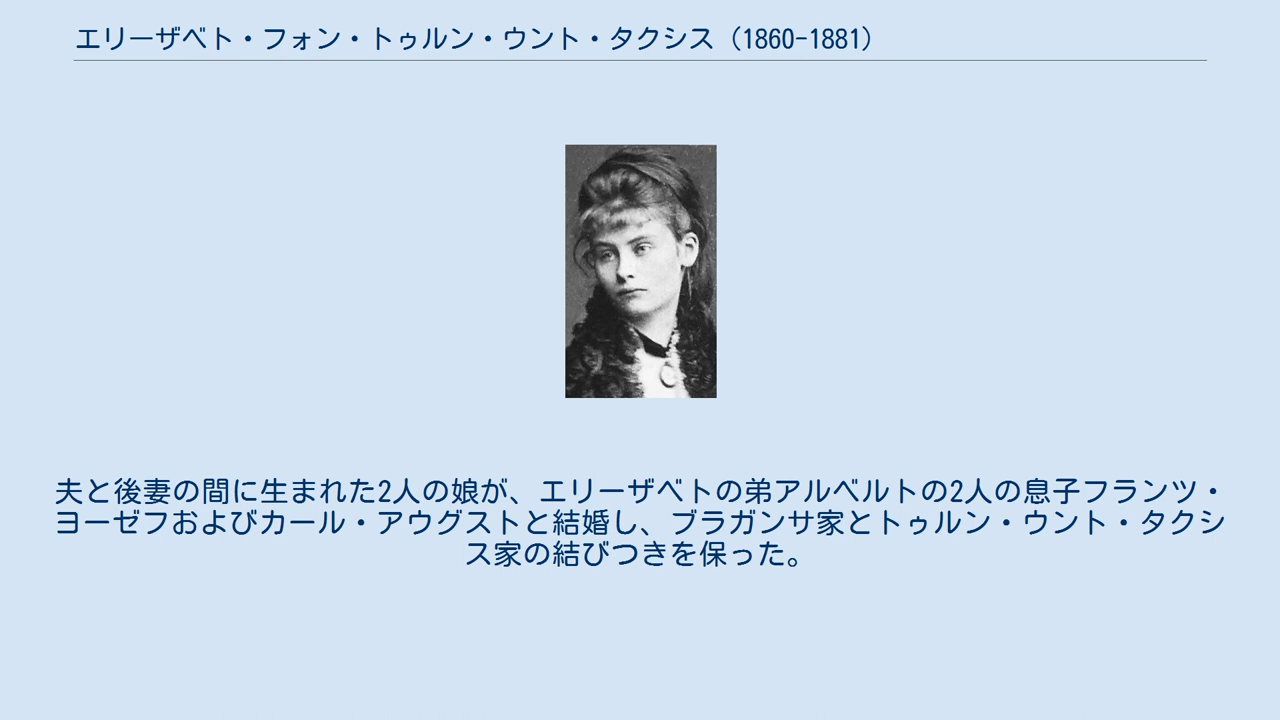 エリーザベト・フォン・トゥルン・ウント・タクシス（1860-1881）
夫と後妻の間に生まれた2人の娘が、エリーザベトの弟アルベルトの2人の息子フランツ・
ヨーゼフおよびカール・アウグストと結婚し、ブラガンサ家とトゥルン・ウント・タクシ
ス家の結びつきを保った。